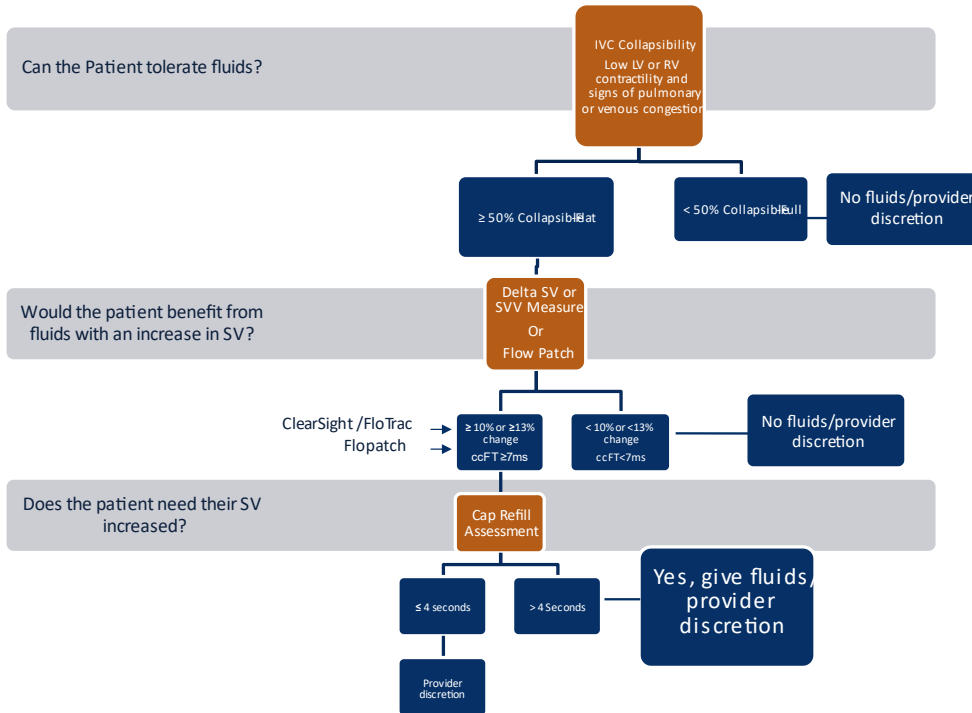 IVC Collapsibility
Low LV or RV
contractility and
signs of pulmonary
or venous congestion
Can the Patient tolerate fluids?
≥ 50% Collapsible-Flat
< 50% Collapsible-Full
No fluids/provider
discretion
Would the patient benefit from
fluids with an increase in SV?
Delta SV or
SVV Measure
Or
Flow Patch
ClearSight /FloTrac
Flopatch
≥ 10% or ≥13%
change
ccFT ≥7ms
< 10% or <13%
change
ccFT<7ms
No fluids/provider
discretion
Does the patient need their SV
increased?
Cap Refill
Assessment
≤ 4 seconds
> 4 Seconds
Yes, give fluids/
provider
discretion
Provider
discretion